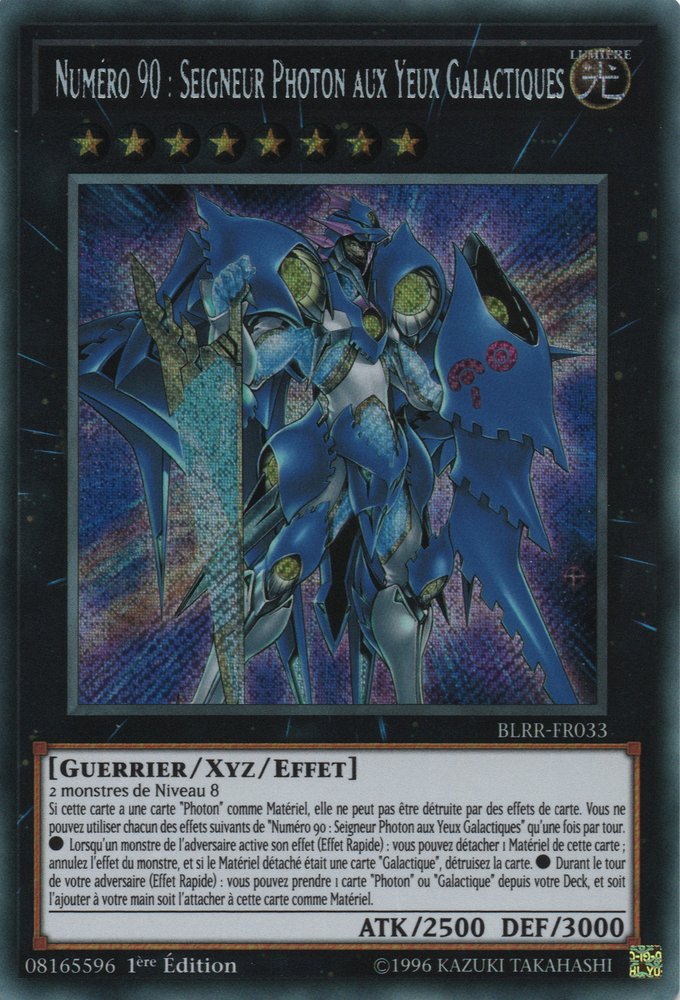 LUMIÈRE
NUMÉRO 90 : SEIGNEUR PHOTON AUX YEUX GALACTIQUES
光
BLRR-FR033
[GUERRIER/XYZ/EFFET]
2 monstres de Niveau 8
Si cette carte a une carte "Photon" comme Matériel, elle ne peut pas être détruite par des effets de carte. Vous ne
pouvez utiliser chacun des effets suivants de "Numéro 90 : Seigneur Photon aux Yeux Galactiques" qu'une fois par tour.
● Lorsqu'un monstre de l'adversaire active son effet (Effet Rapide) : vous pouvez détacher 1 Matériel de cette carte ;
annulez l'effet du monstre, et si le Matériel détaché était une carte "Galactique", détruisez la carte. ● Durant le tour
de votre adversaire (Effet Rapide) : vous pouvez prendre 1 carte "Photon" ou "Galactique" depuis votre Deck, et soit
l'ajouter à votre main soit l'attacher à cette carte comme Matériel.
ATK/2500 DEF/3000
08165596 1ère Édition ©1996 KAZUKI TAKAHASHI